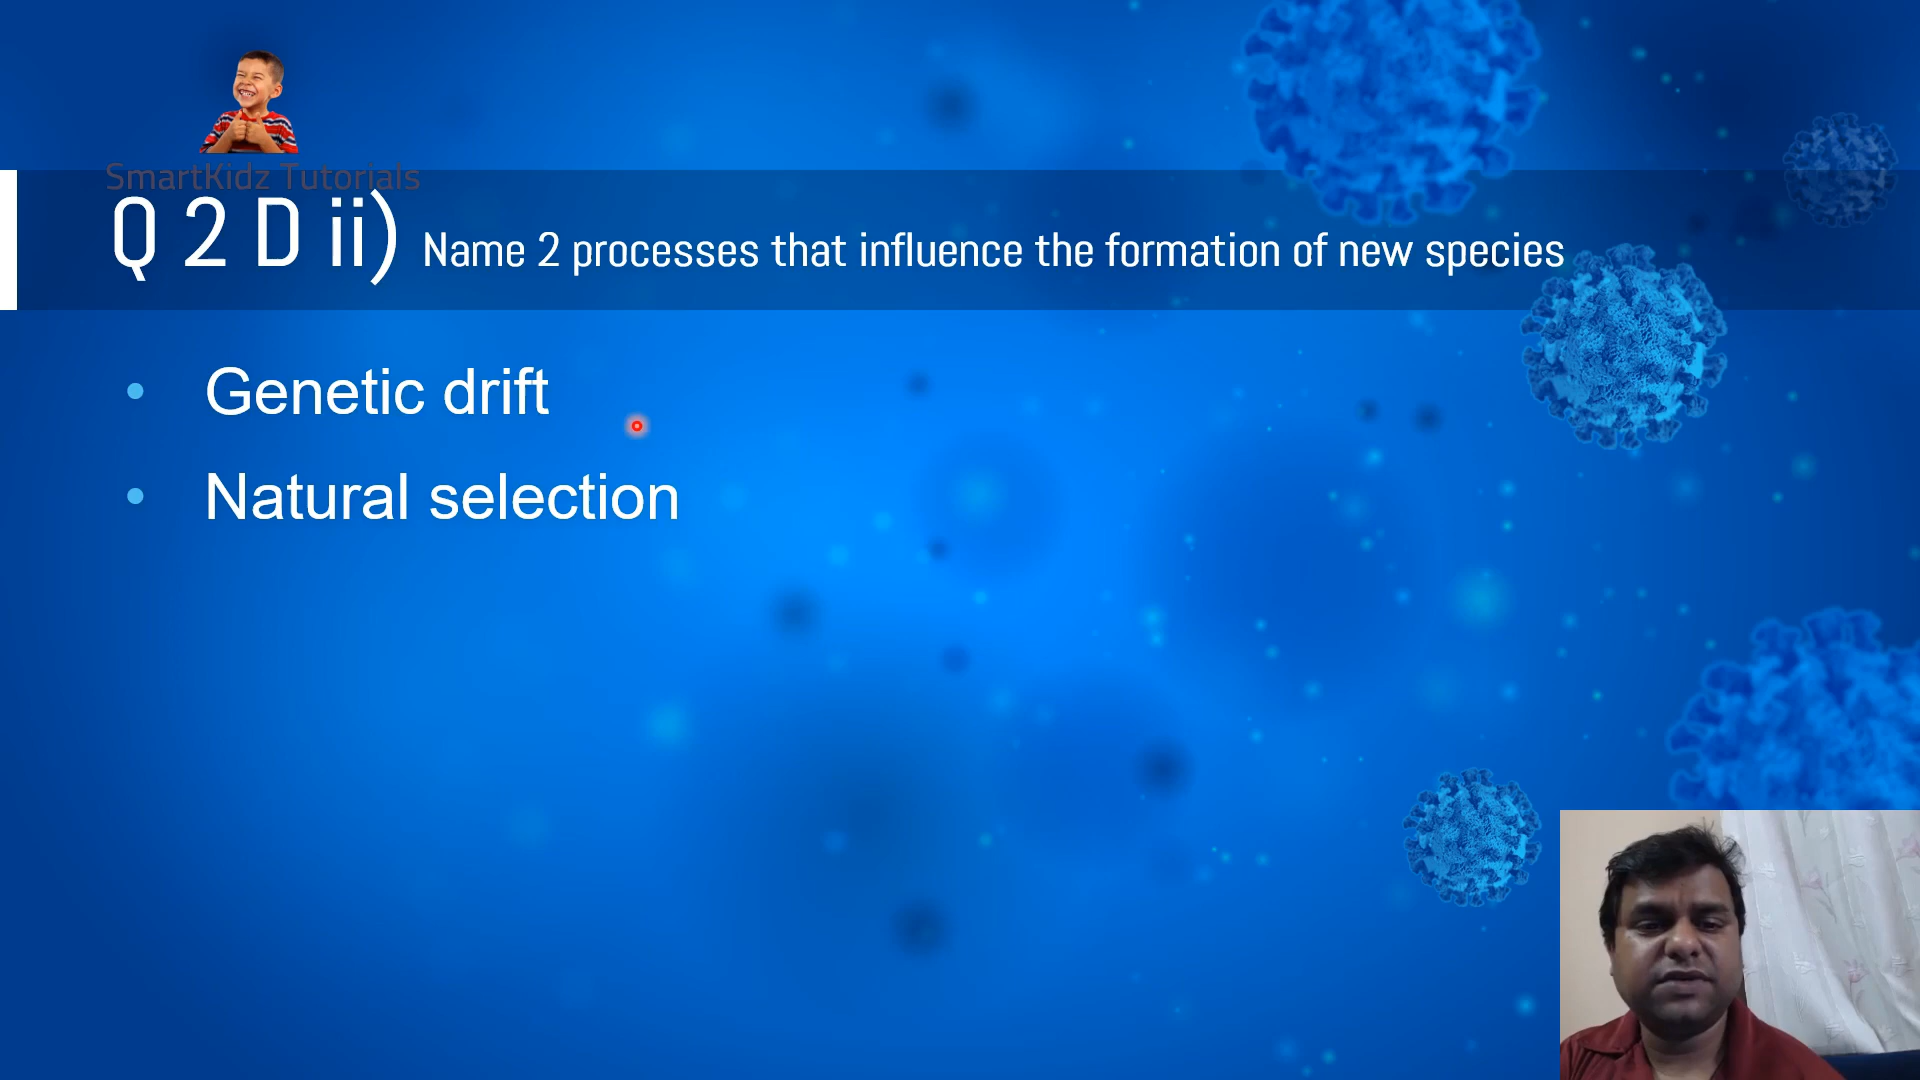 SmartKidz Tutorials
Q 2 D ii) Name 2 processes that influence the formation of new species
• Genetic drift
• Natural selection